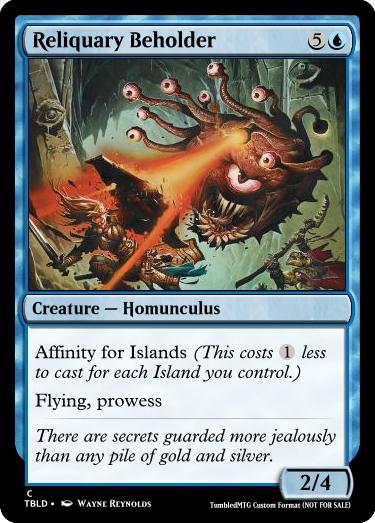 Reliquary Beholder 5
Creature — Homunculus
Affinity for Islands (This costs 1 less
to cast for each Island you control.)
Flying, prowess
There are secrets guarded more jealously
than any pile of gold and silver.
2/4
C
TBLD • Wayne Reynolds
TumbledMTG Custom Format (NOT FOR SALE)